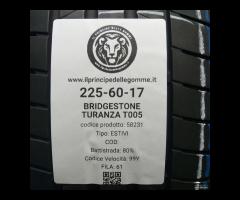 www.ilprincipedellegomme.it
225-60-17
BRIDGESTONE
TURANZA T005
codice prodotto: 58231
Tipo: ESTIVI
COD:
Battistrada: 80%
Codice Velocità: 99V
FILA: 61